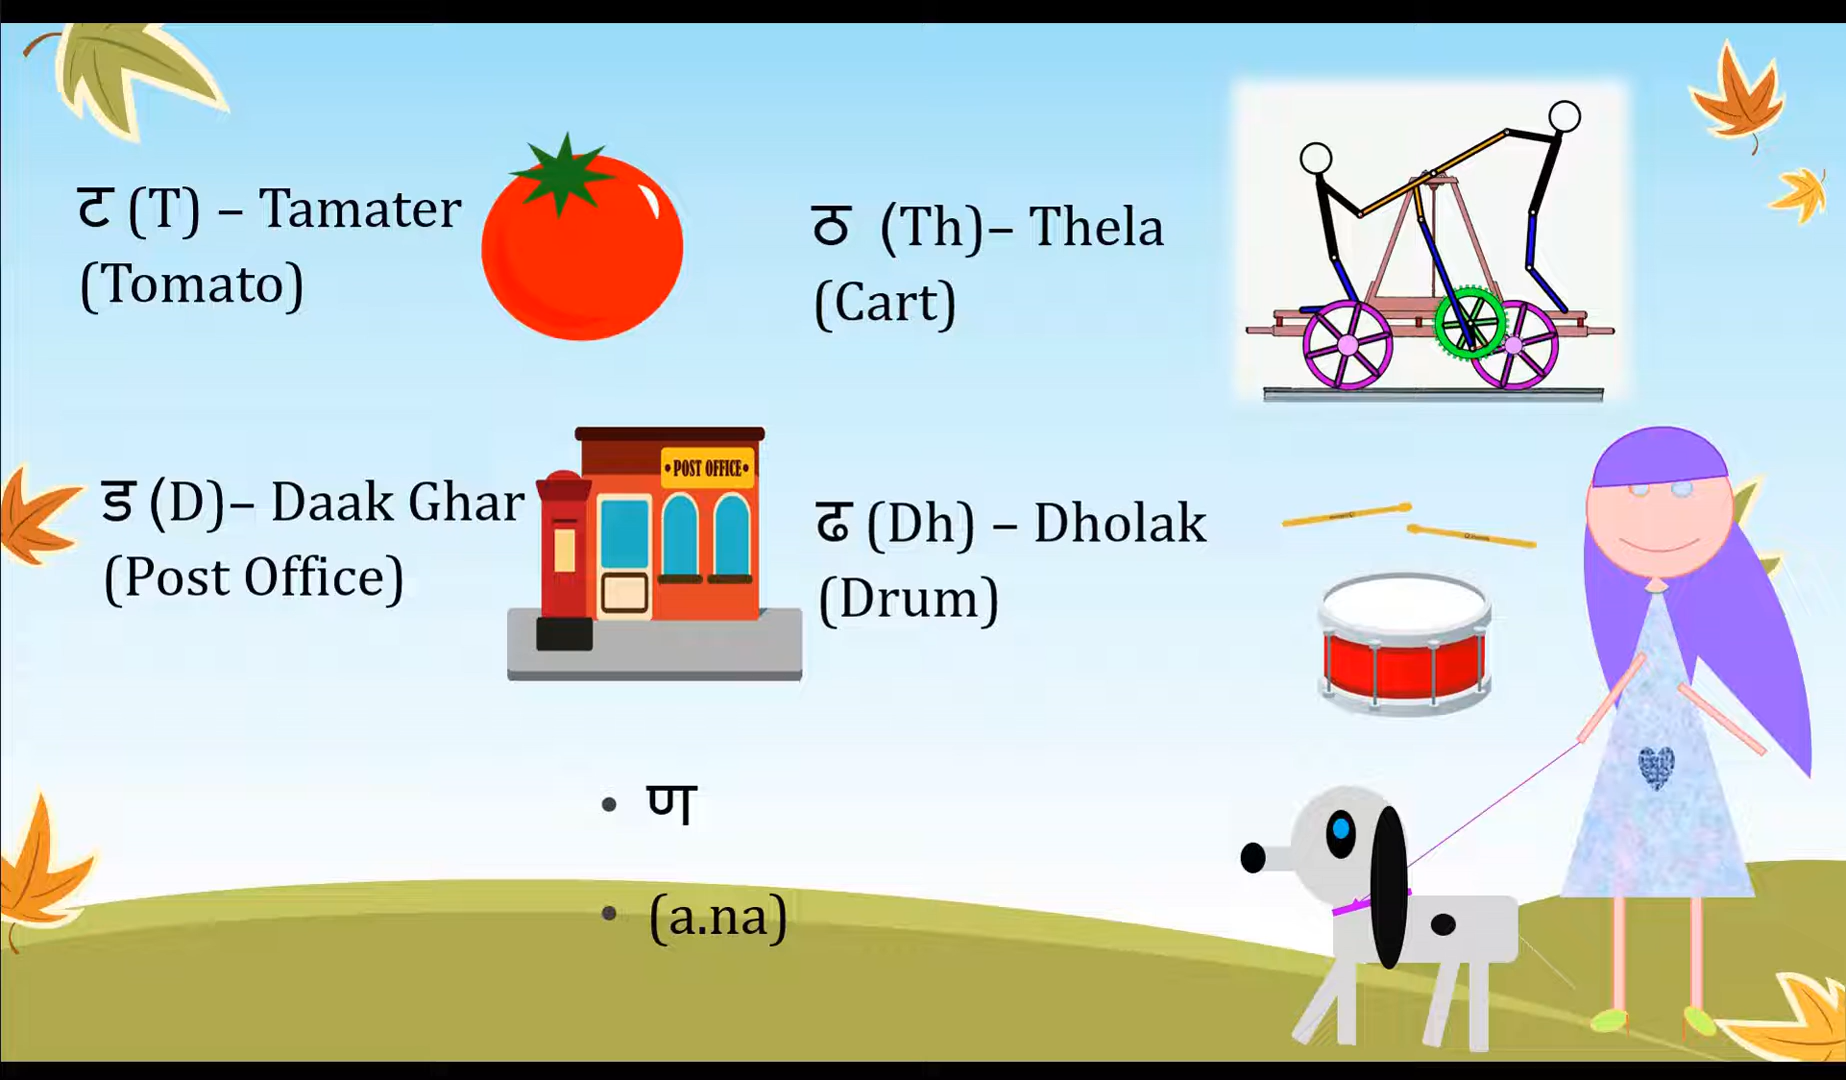 ट (T) – Tamater
(Tomato)
ठ (Th)– Thela
(Cart)
ड (D)– Daak Ghar
(Post Office)
• POST OFFICE •
ढ (Dh) – Dholak
(Drum)
• ण
• (a.na)